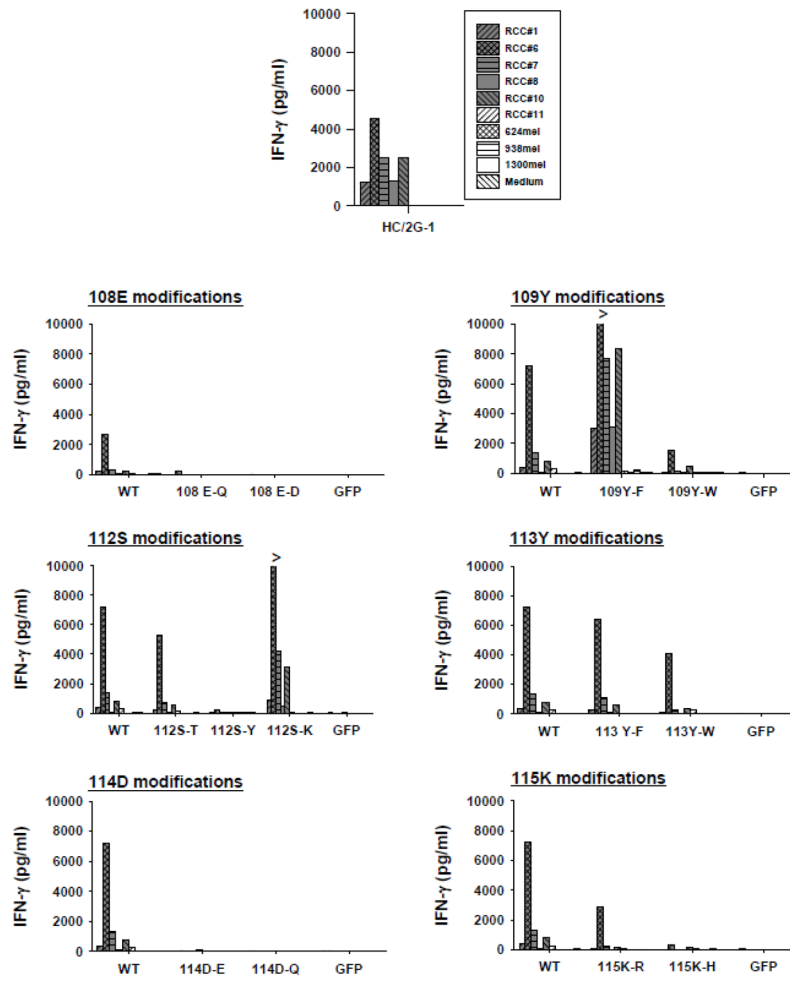 10000
8000
6000
4000
2000
0
IFN-γ (pg/ml)
HC/2G-1
RCC#1
RCC#6
RCC#7
RCC#8
RCC#10
RCC#11
624mel
938mel
1300mel
Medium
108E modifications
10000
8000
6000
4000
2000
0
IFN-γ (pg/ml)
WT 108 E-Q 108 E-D GFP
109Y modifications
>
10000
8000
6000
4000
2000
0
IFN-γ (pg/ml)
WT 109Y-F 109Y-W GFP
112S modifications
>
10000
8000
6000
4000
2000
0
IFN-γ (pg/ml)
WT 112S-T 112S-Y 112S-K GFP
113Y modifications
10000
8000
6000
4000
2000
0
IFN-γ (pg/ml)
WT 113 Y-F 113Y-W GFP
114D modifications
10000
8000
6000
4000
2000
0
IFN-γ (pg/ml)
WT 114D-E 114D-Q GFP
115K modifications
10000
8000
6000
4000
2000
0
IFN-γ (pg/ml)
WT 115K-R 115K-H GFP